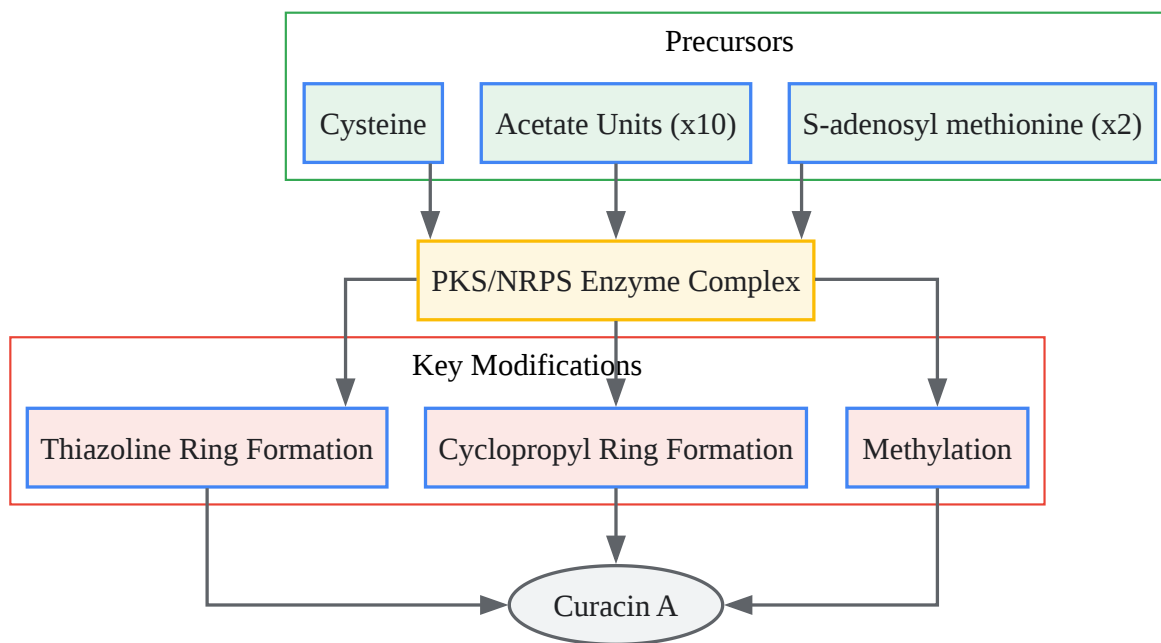 Precursors
Cysteine
Acetate Units (x10)
S-adenosyl methionine (x2)
PKS/NRPS Enzyme Complex
Key Modifications
Thiazoline Ring Formation
Cyclopropyl Ring Formation
Methylation
Curacin A